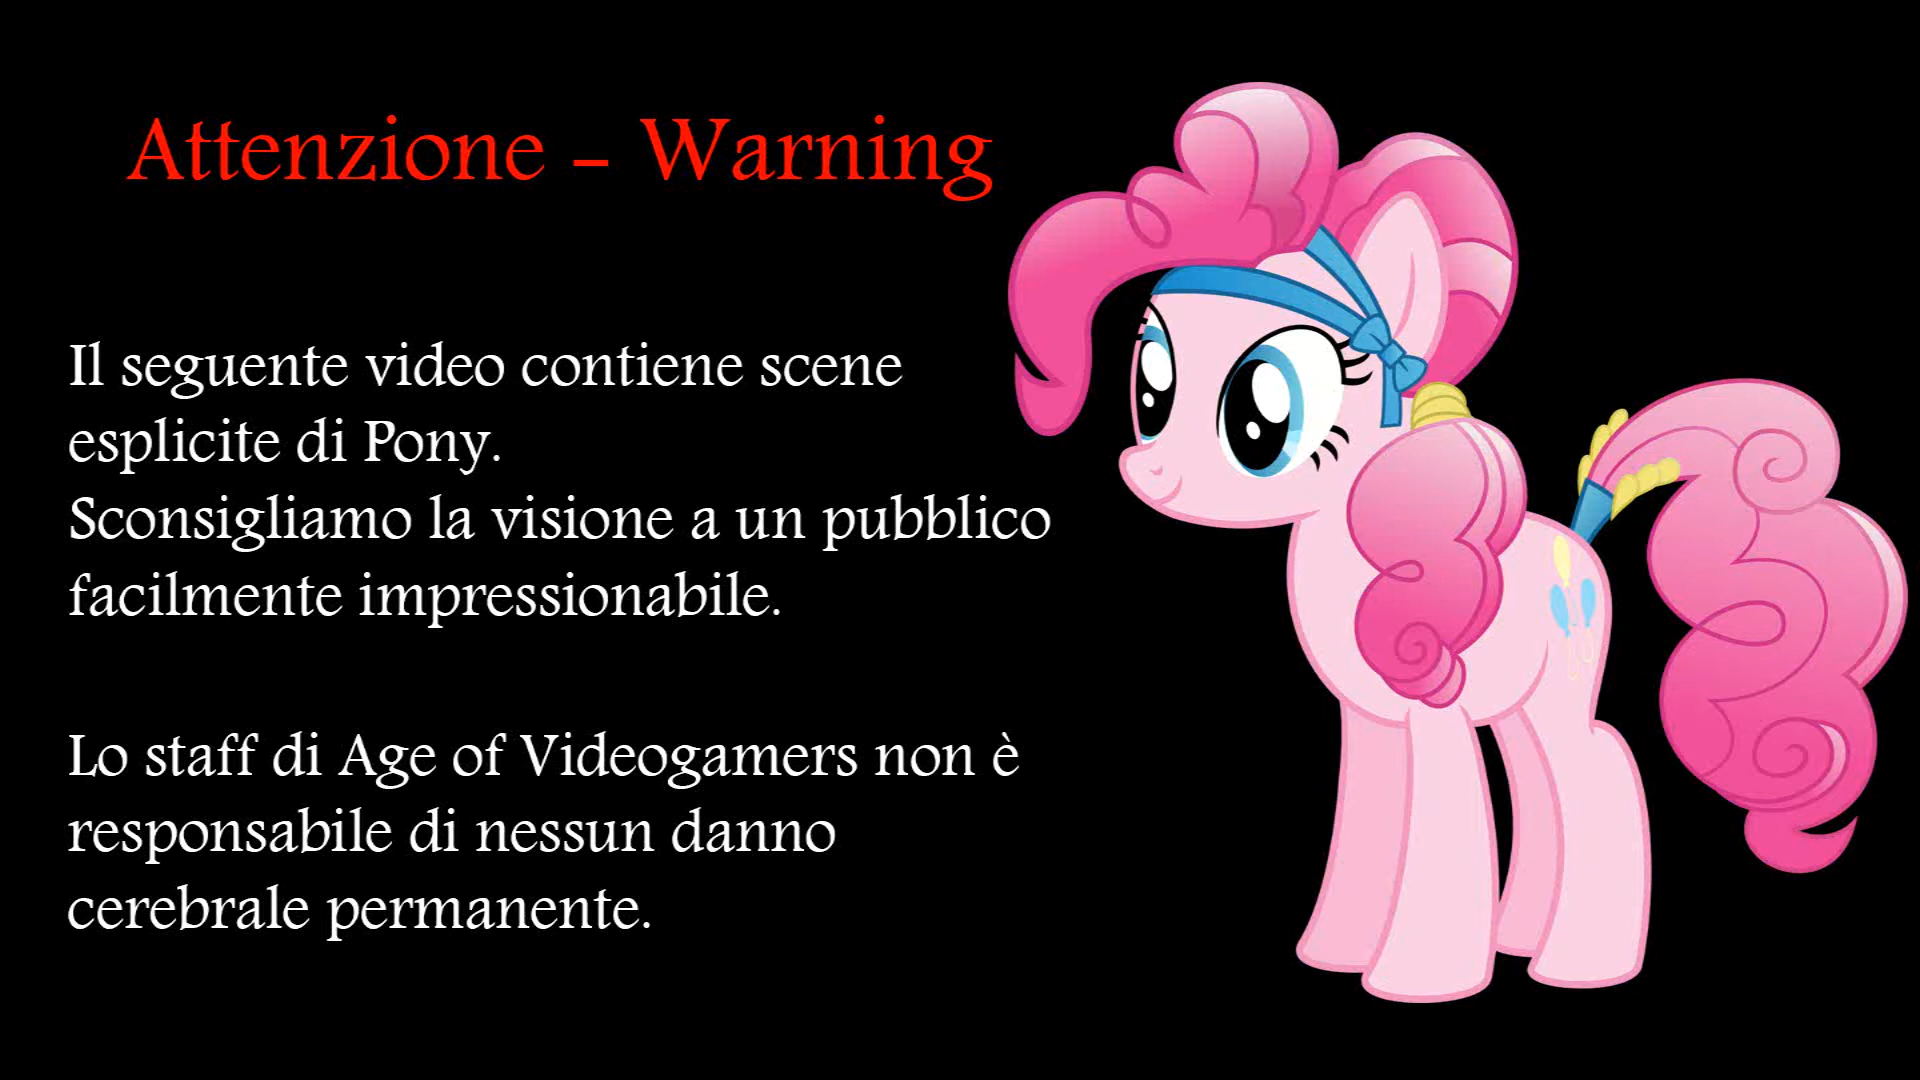 Attenzione – Warning
Il seguente video contiene scene
esplicite di Pony.
Sconsigliamo la visione a un pubblico
facilmente impressionabile.
Lo staff di Age of Videogamers non è
responsabile di nessun danno
cerebrale permanente.